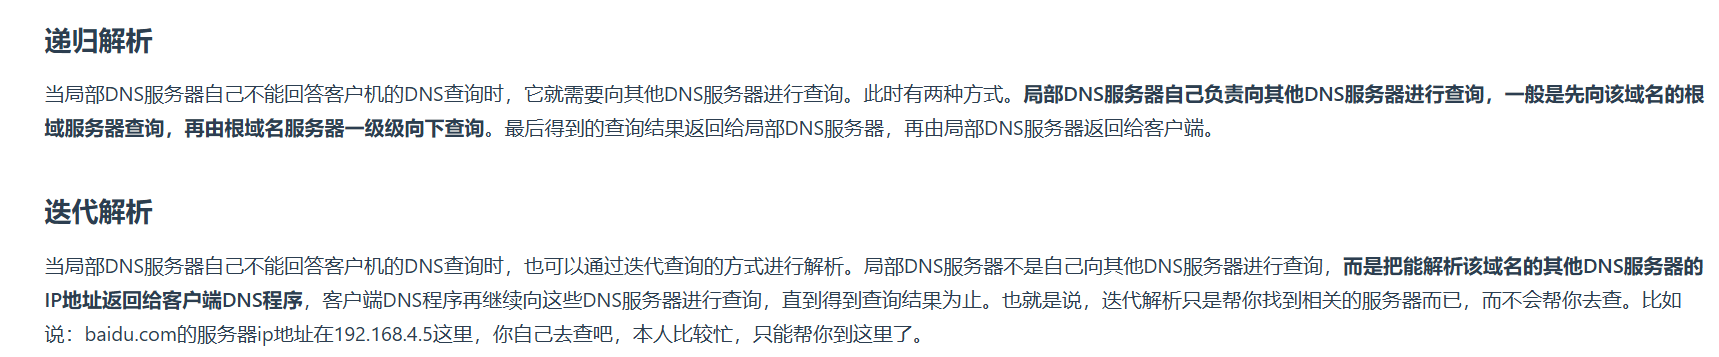 递归解析
当局部DNS服务器自己不能回答客户机的DNS查询时，它就需要向其他DNS服务器进行查询。此时有两种方式。局部DNS服务器自己负责向其他DNS服务器进行查询，一般是先向该域名的根
域服务器查询，再由根域名服务器一级级向下查询。最后得到的查询结果返回给局部DNS服务器，再由局部DNS服务器返回给客户端。
迭代解析
当局部DNS服务器自己不能回答客户机的DNS查询时，也可以通过迭代查询的方式进行解析。局部DNS服务器不是自己向其他DNS服务器进行查询，而是把能解析该域名的其他DNS服务器的
IP地址返回给客户端DNS程序，客户端DNS程序再继续向这些DNS服务器进行查询，直到得到查询结果为止。也就是说，迭代解析只是帮你找到相关的服务器而已，而不会帮你去查。比如
说：baidu.com的服务器ip地址在192.168.4.5这里，你自己去查吧，本人比较忙，只能帮你到这里了。